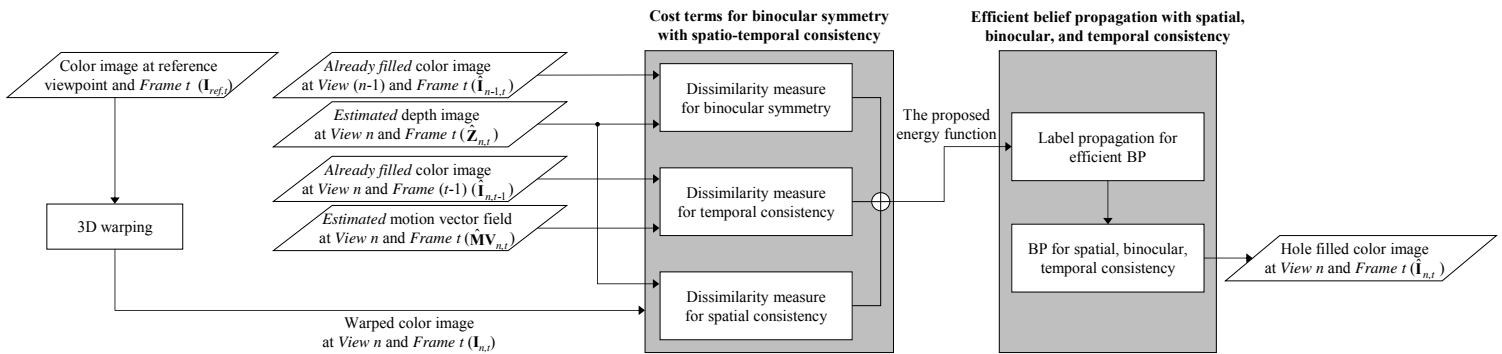 Cost terms for binocular symmetry
with spatio-temporal consistency
Efficient belief propagation with spatial,
binocular, and temporal consistency
Color image at reference
viewpoint and Frame t (I_ref,t)
Already filled color image
at View (n-1) and Frame t (Î_n-1,t)
Estimated depth image
at View n and Frame t (Ẑ_n,t)
Already filled color image
at View n and Frame (t-1) (Î_n,t-1)
Estimated motion vector field
at View n and Frame t (M̂V_n,t)
3D warping
Warped color image
at View n and Frame t (I_n,t)
Dissimilarity measure
for binocular symmetry
Dissimilarity measure
for temporal consistency
Dissimilarity measure
for spatial consistency
The proposed
energy function
Label propagation for
efficient BP
BP for spatial, binocular,
temporal consistency
Hole filled color image
at View n and Frame t (Î_n,t )